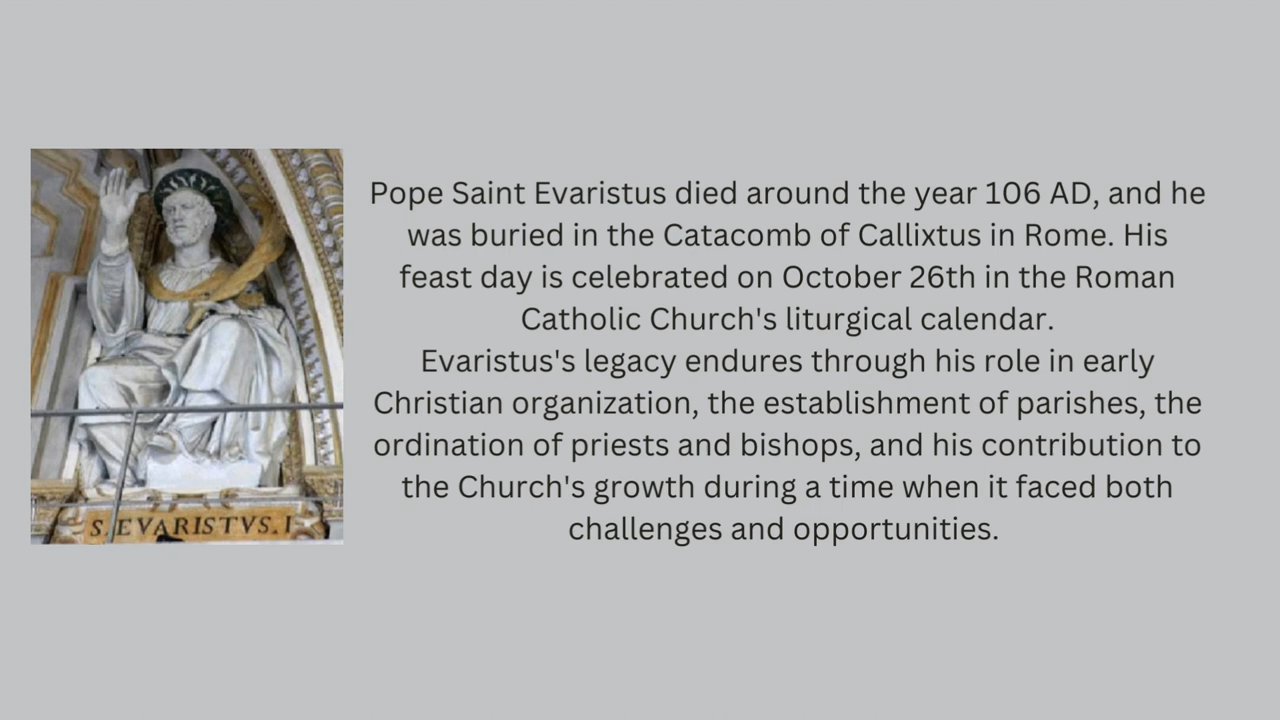 Pope Saint Evaristus died around the year 106 AD, and he
was buried in the Catacomb of Callixtus in Rome. His
feast day is celebrated on October 26th in the Roman
Catholic Church's liturgical calendar.
Evaristus's legacy endures through his role in early
Christian organization, the establishment of parishes, the
ordination of priests and bishops, and his contribution to
the Church's growth during a time when it faced both
challenges and opportunities.
S. EVARISTVS. I